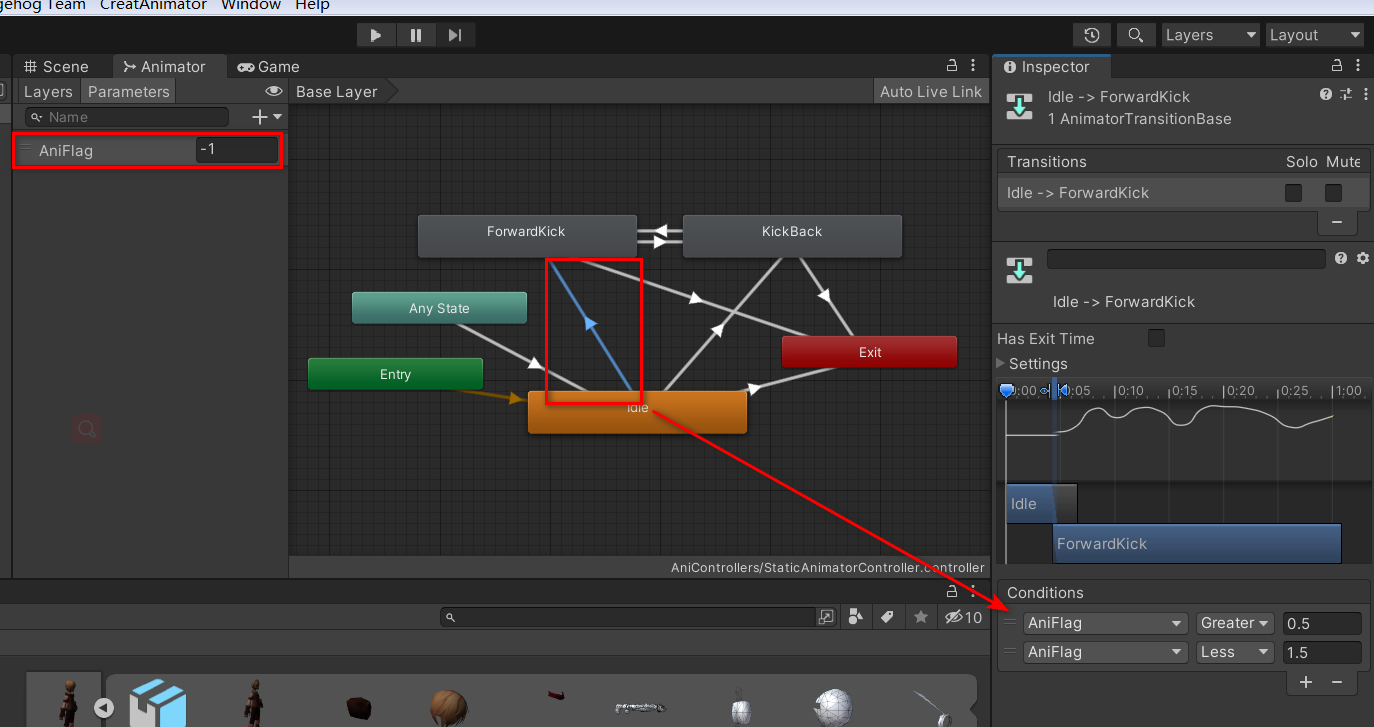 gehog Team CreatAnimator Window Help
Layers Layout
Scene Animator Game
Layers Parameters
Base Layer Auto Live Link
Name
AniFlag -1
ForwardKick KickBack
Any State
Exit
Entry
Idle
AniControllers/StaticAnimatorController.controller
10
Inspector
Idle -> ForwardKick
1 AnimatorTransitionBase
Transitions Solo Mute
Idle -> ForwardKick
Idle -> ForwardKick
Has Exit Time
Settings
0:00 0:05 0:10 0:15 0:20 0:25 1:00
Idle
ForwardKick
Conditions
AniFlag Greater 0.5
AniFlag Less 1.5